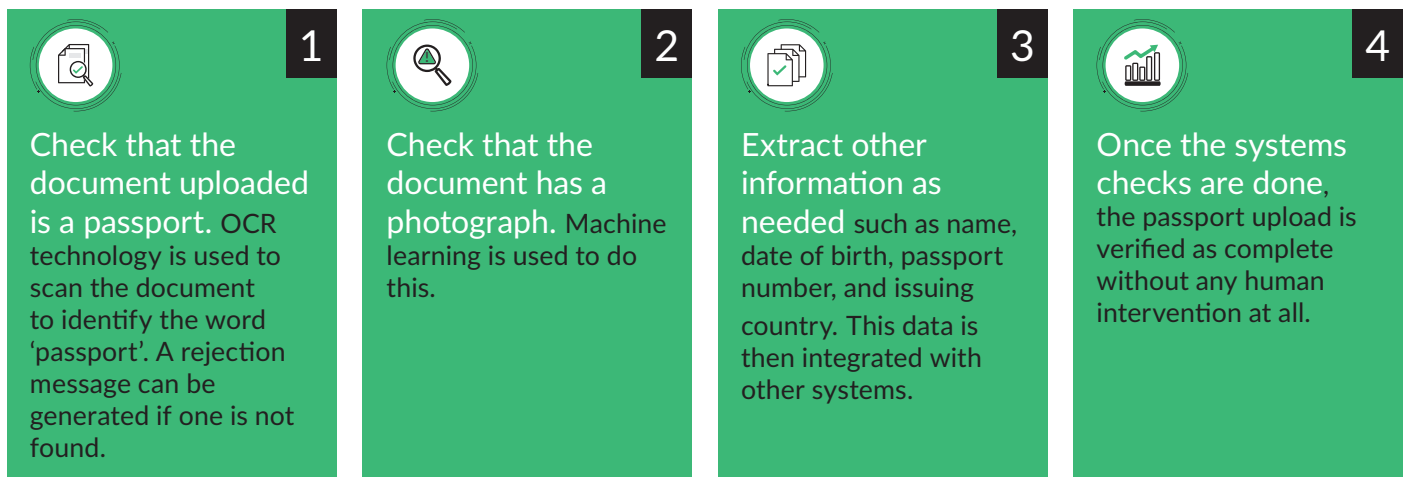 1
Check that the
document uploaded
is a passport. OCR
technology is used to
scan the document
to identify the word
‘passport’. A rejection
message can be
generated if one is not
found.
2
Check that the
document has a
photograph. Machine
learning is used to do
this.
3
Extract other
information as
needed such as name,
date of birth, passport
number, and issuing
country. This data is
then integrated with
other systems.
4
Once the systems
checks are done,
the passport upload is
verified as complete
without any human
intervention at all.